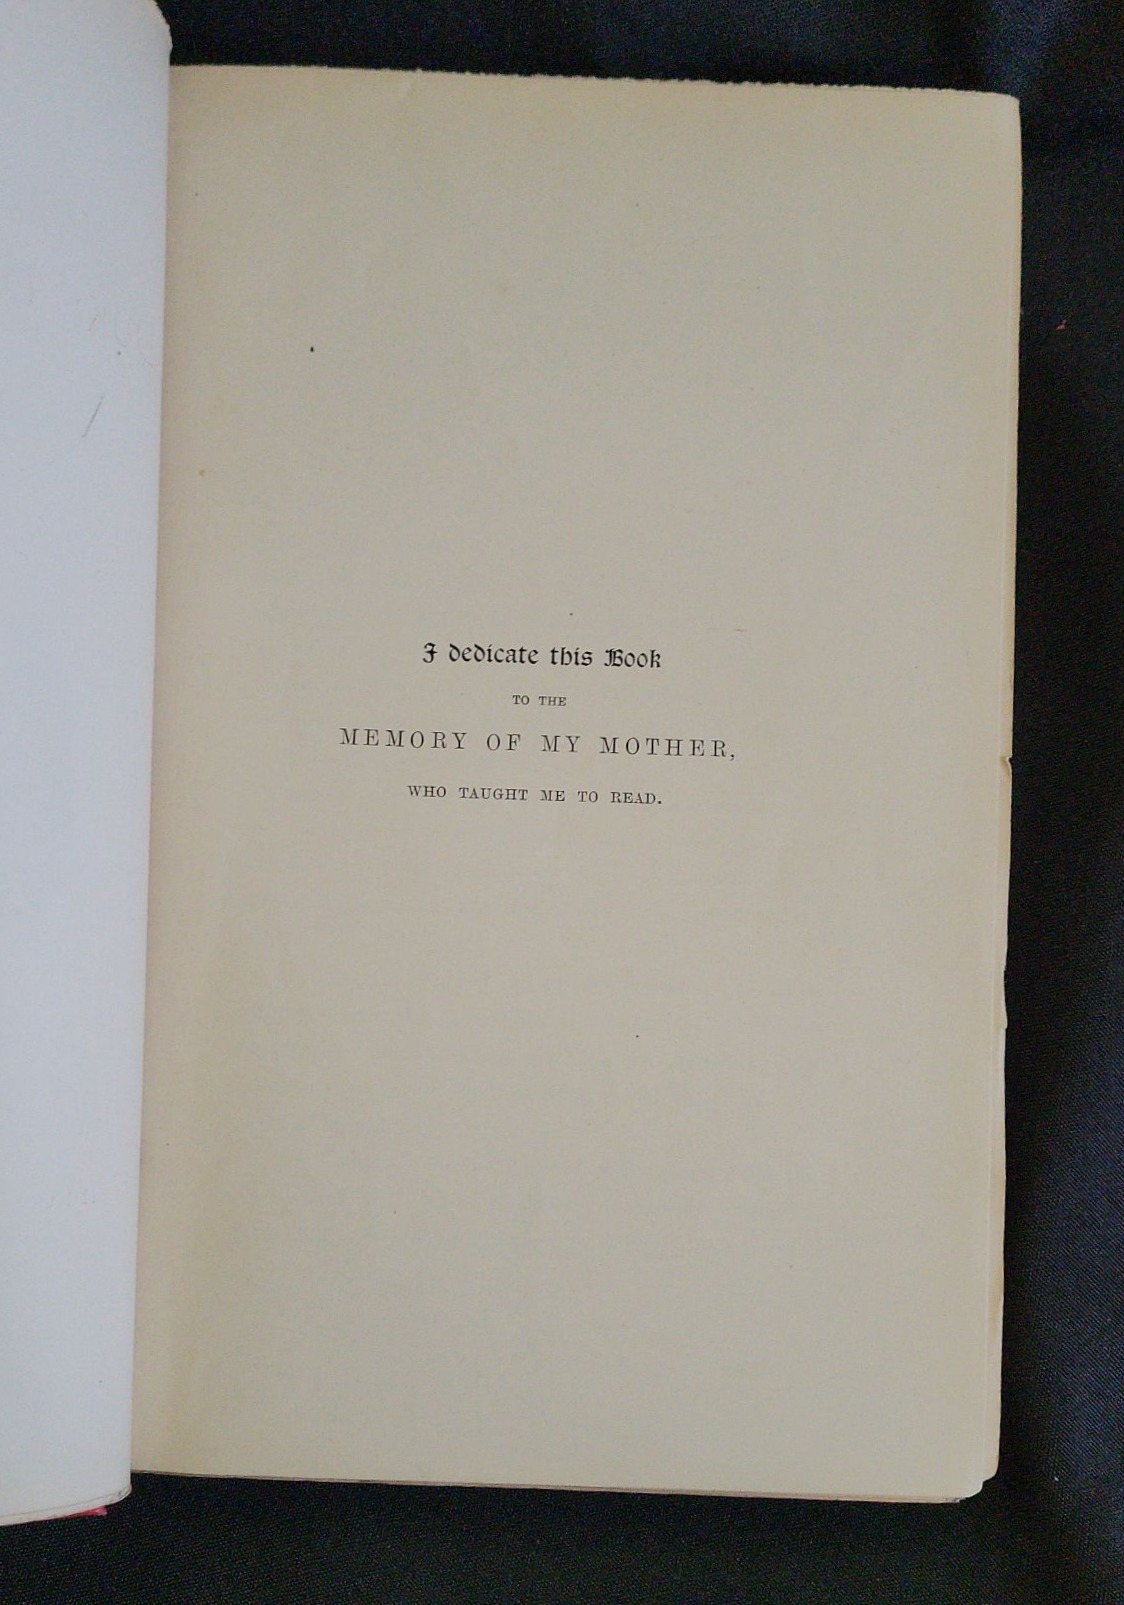 I dedicate this Book
TO THE
MEMORY OF MY MOTHER,
WHO TAUGHT ME TO READ.